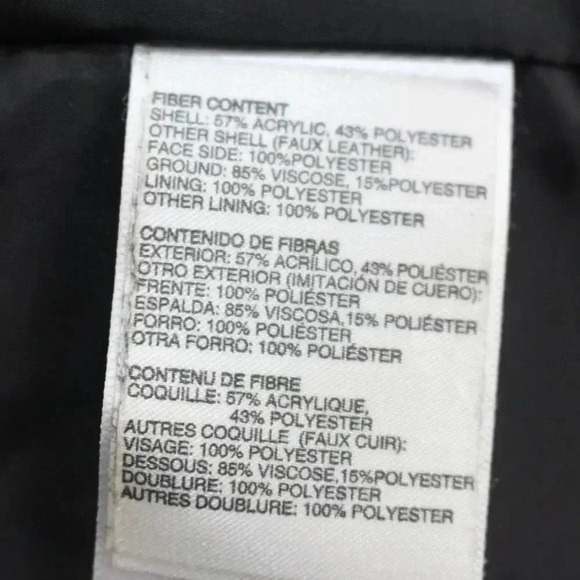 FIBER CONTENT
SHELL: 57% ACRYLIC, 43% POLYESTER
OTHER SHELL (FAUX LEATHER):
FACE SIDE: 100%POLYESTER
GROUND: 85% VISCOSE, 15%POLYESTER
LINING: 100% POLYESTER
OTHER LINING: 100% POLYESTER
CONTENIDO DE FIBRAS
EXTERIOR: 57% ACRÍLICO, 43% POLIÉSTER
OTRO EXTERIOR (IMITACIÓN DE CUERO):
FRENTE: 100% POLIÉSTER
ESPALDA: 85% VISCOSA,15% POLIÉSTER
FORRO: 100% POLIÉSTER
OTRA FORRO: 100% POLIÉSTER
CONTENU DE FIBRE
COQUILLE: 57% ACRYLIQUE,
43% POLYESTER
AUTRES COQUILLE (FAUX CUIR):
VISAGE: 100% POLYESTER
DESSOUS: 85% VISCOSE,15%POLYESTER
DOUBLURE: 100% POLYESTER
AUTRES DOUBLURE: 100% POLYESTER